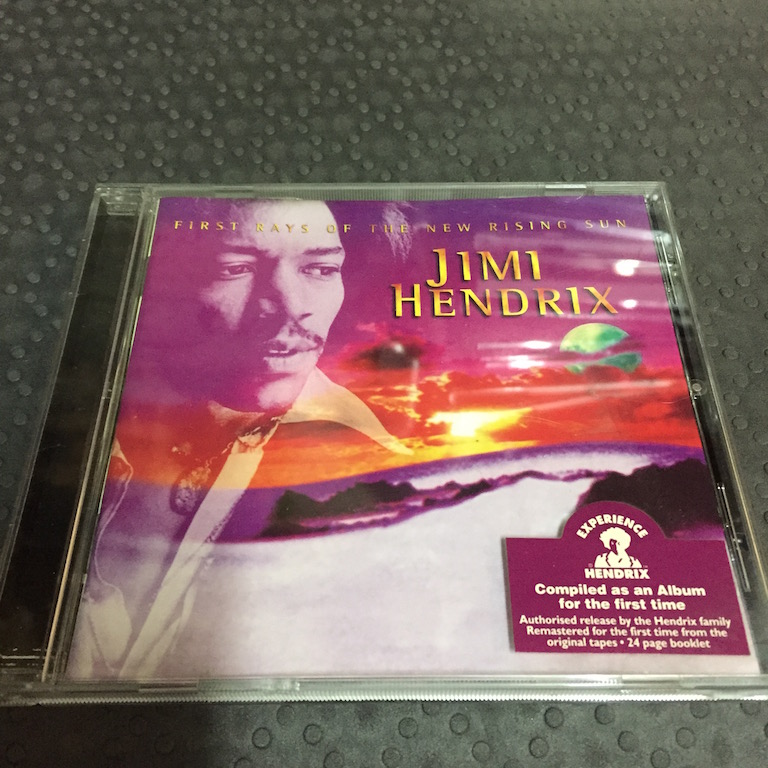 FIRST RAYS OF THE NEW RISING SUN
JIMI
HENDRIX
EXPERIENCE
HENDRIX
Compiled as an Album
for the first time
Authorised release by the Hendrix family
Remastered for the first time from the
original tapes • 24 page booklet